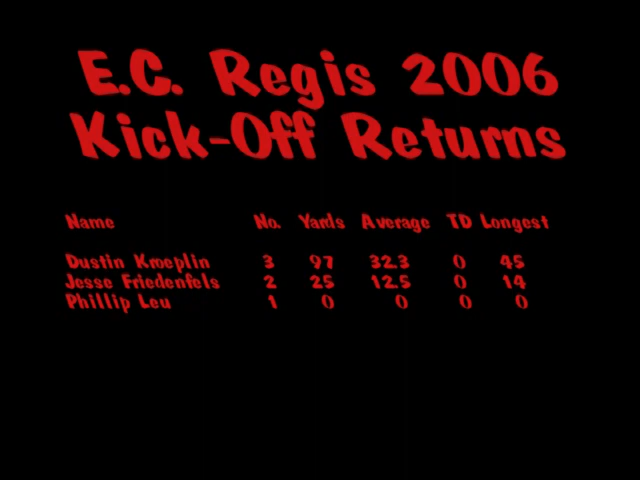 E.C. Regis 2006
Kick-Off Returns
Name No. Yards Average TD Longest
Dustin Kroeplin 3 97 32.3 0 45
Jesse Friedenfels 2 25 12.5 0 14
Phillip Leu 1 0 0 0 0